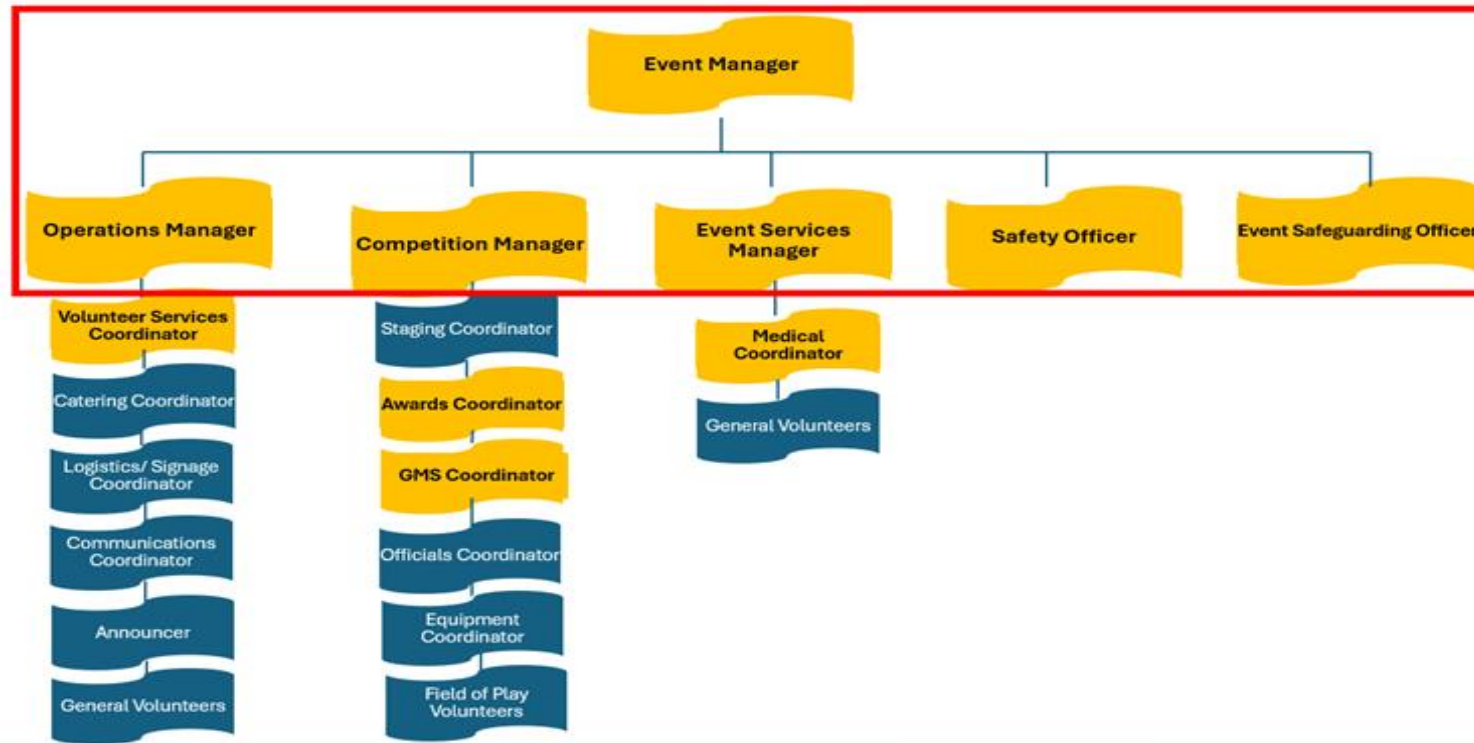 Event Manager
Operations Manager
Competition Manager
Event Services
Manager
Safety Officer
Event Safeguarding Officer
Volunteer Services
Coordinator
Catering Coordinator
Logistics/ Signage
Coordinator
Communications
Coordinator
Announcer
General Volunteers
Staging Coordinator
Awards Coordinator
GMS Coordinator
Officials Coordinator
Equipment
Coordinator
Field of Play
Volunteers
Medical
Coordinator
General Volunteers